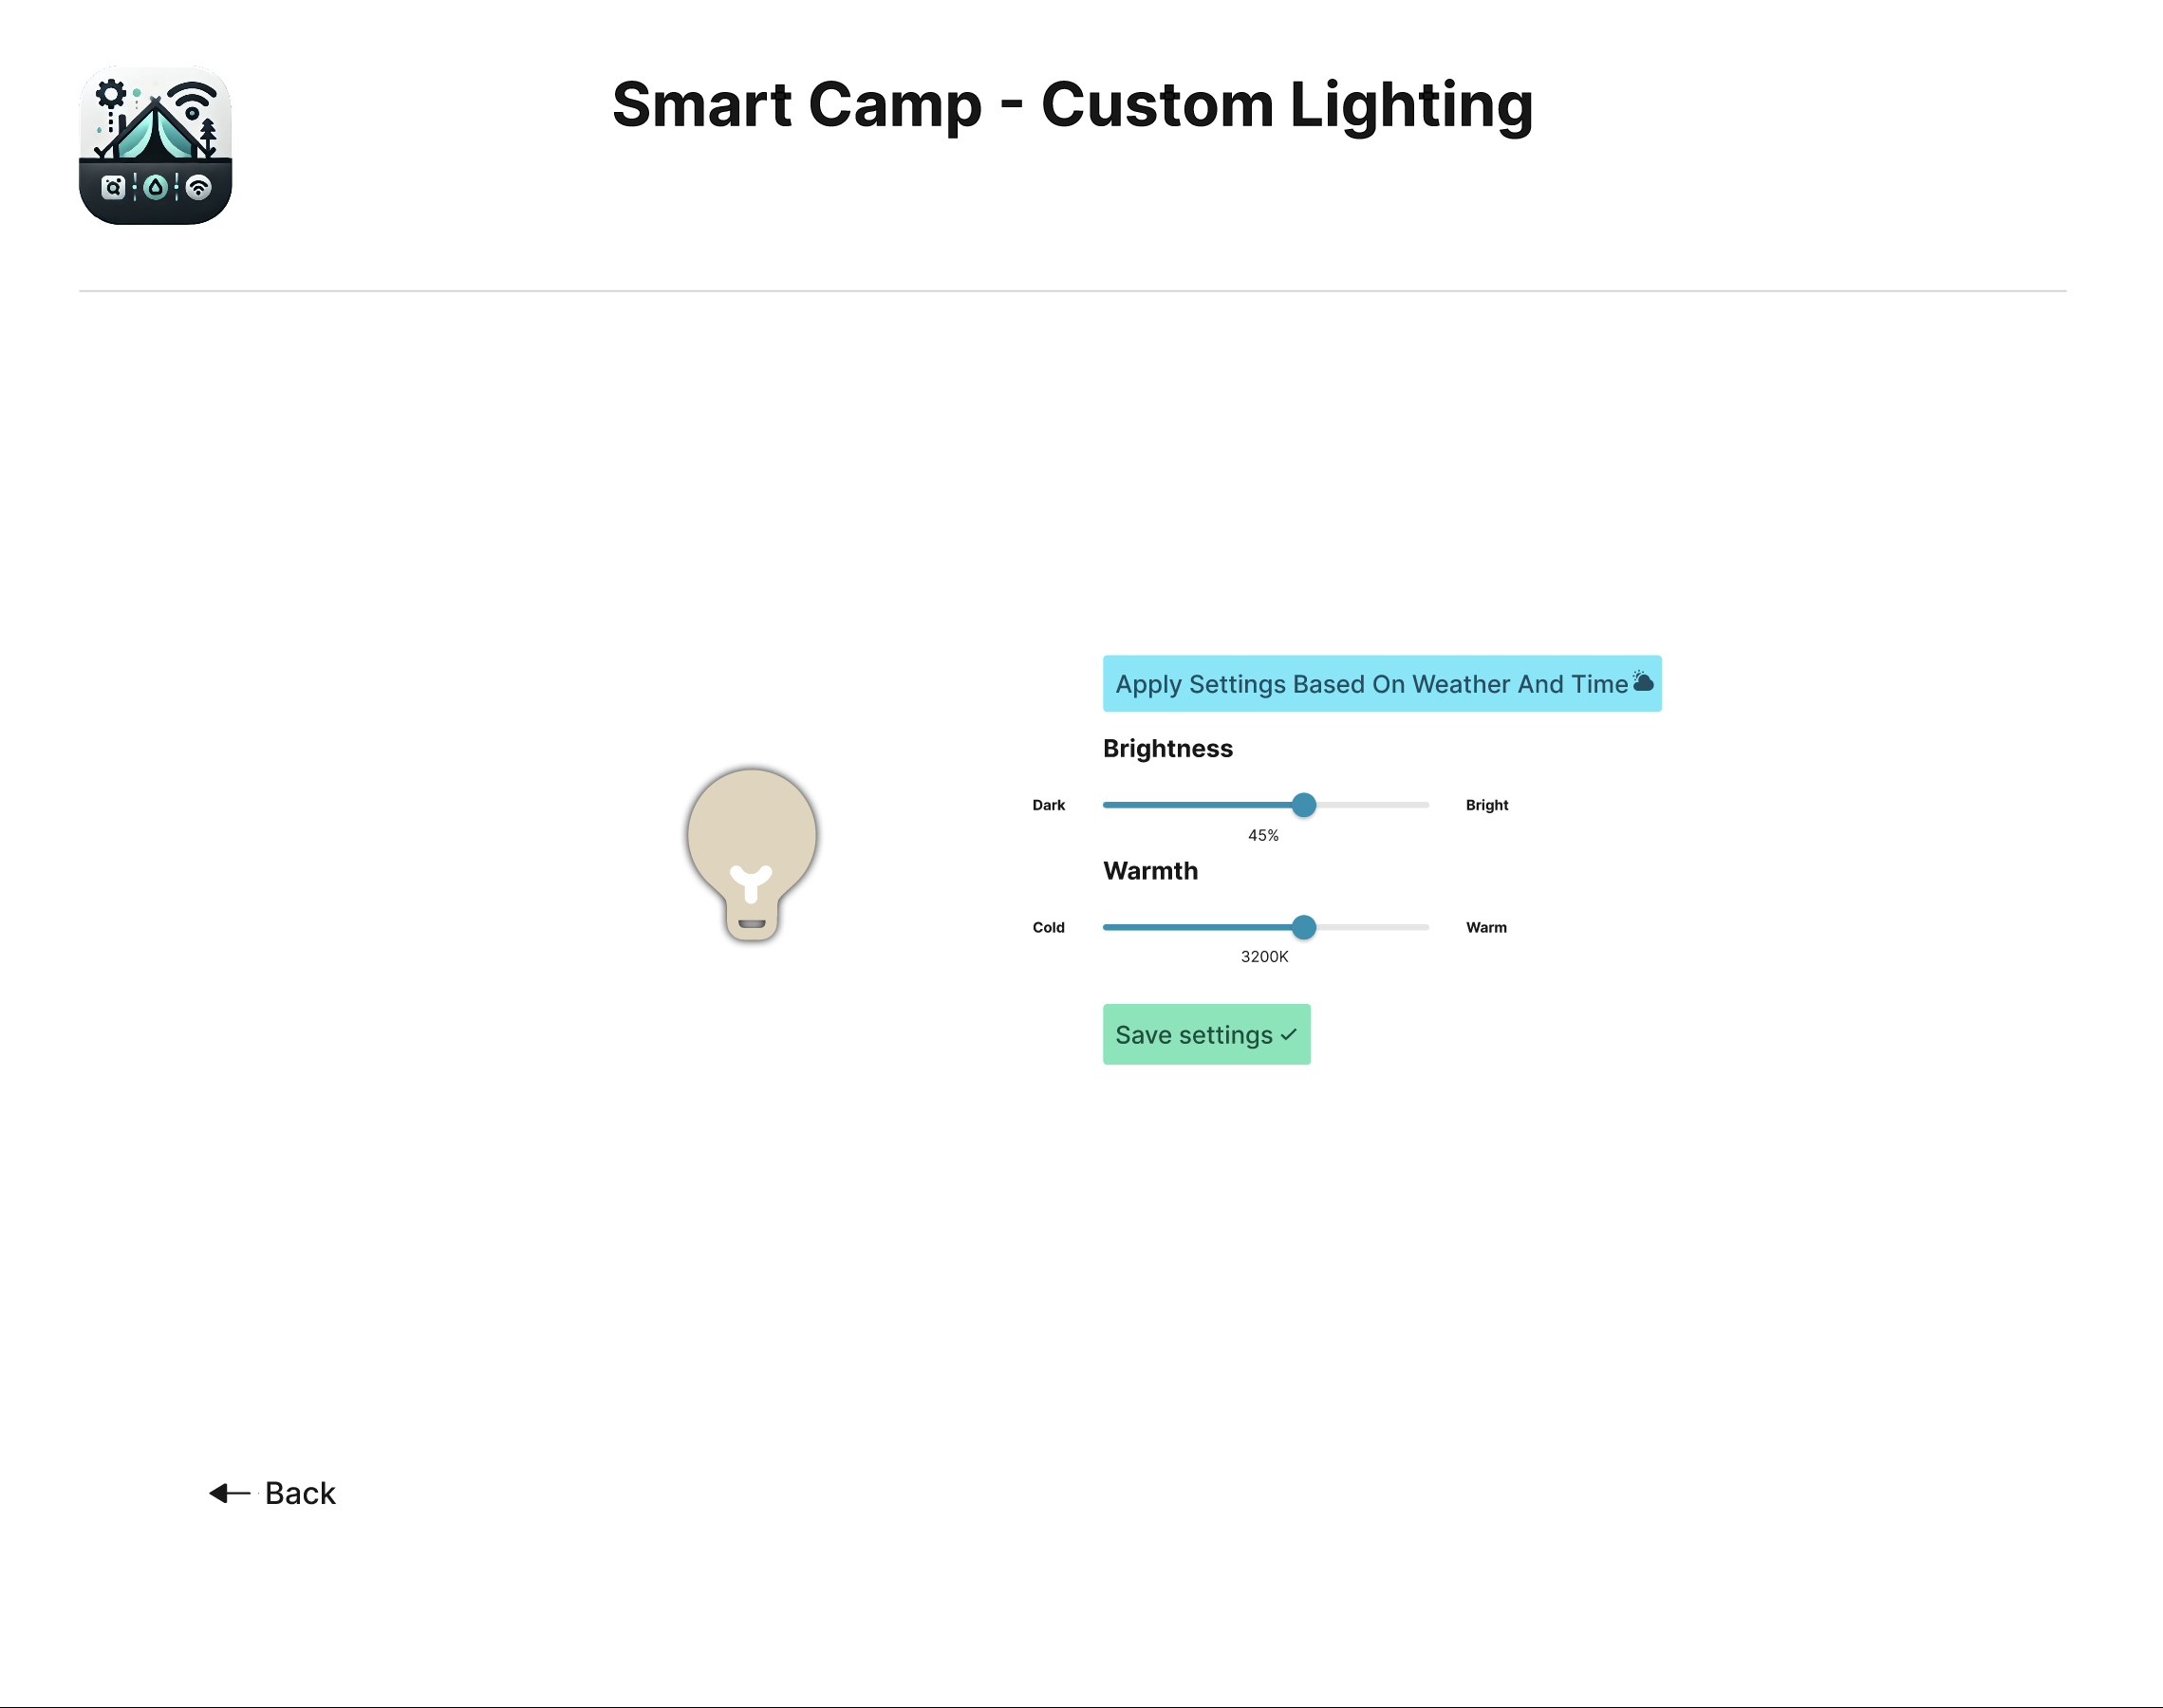 Smart Camp - Custom Lighting
Apply Settings Based On Weather And Time
Brightness
Dark
Bright
45%
Warmth
Cold
Warm
3200K
Save settings
Back